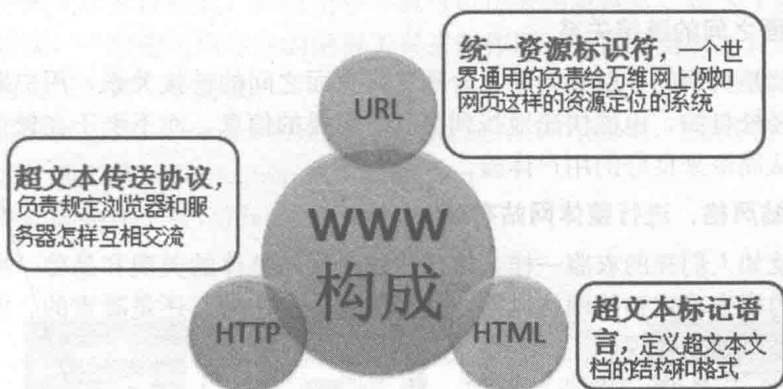 统一资源标识符，一个世
界通用的负责给万维网上例如
网页这样的资源定位的系统
URL
超文本传送协议，
负责规定浏览器和服
务器怎样互相交流
WWW
构成
HTTP
HTML
超文本标记语
言，定义超文本文
档的结构和格式